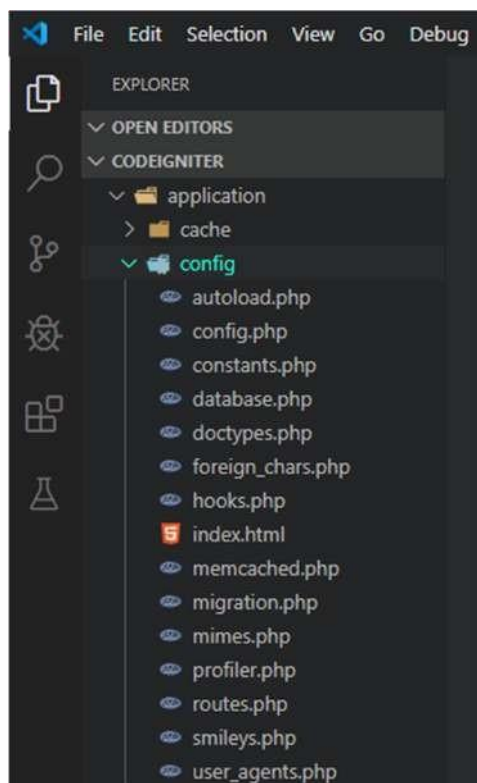 File Edit Selection View Go Debug
EXPLORER
OPEN EDITORS
CODEIGNITER
application
cache
config
autoload.php
config.php
constants.php
database.php
doctypes.php
foreign_chars.php
hooks.php
index.html
memcached.php
migration.php
mimes.php
profiler.php
routes.php
smileys.php
user_agents.php